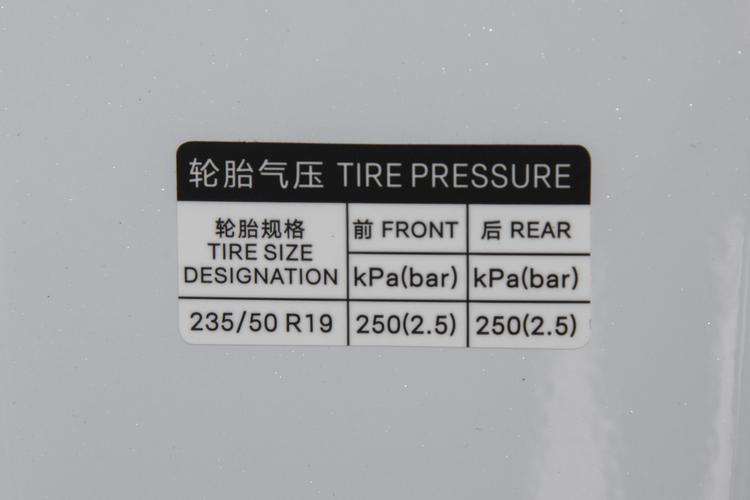 轮胎气压 TIRE PRESSURE
轮胎规格
TIRE SIZE
DESIGNATION
前 FRONT
后 REAR
kPa(bar)
kPa(bar)
235/50 R19
250(2.5)
250(2.5)